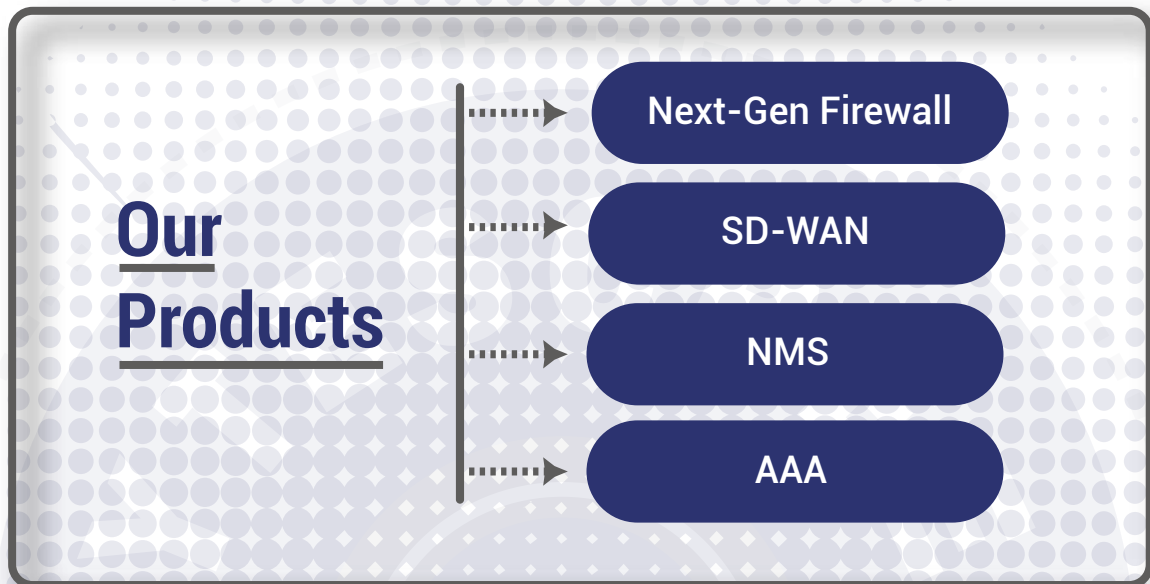 Our
Products
Next-Gen Firewall
SD-WAN
NMS
AAA